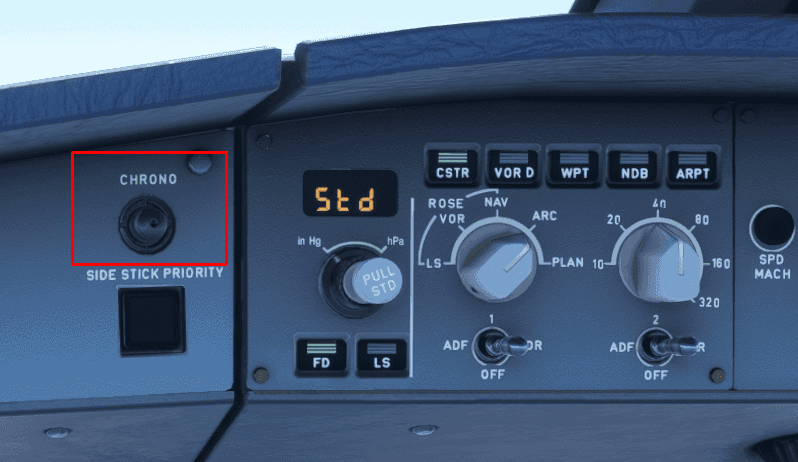 CHRONO
SIDE STICK PRIORITY
Std
in Hg
hPa
PULL
STD
FD
LS
CSTR
VOR D
WPT
NDB
ARPT
ROSE
LS
VOR
NAV
ARC
PLAN
10
20
40
80
160
320
1
ADF
OFF
2
ADF
OFF
SPD
MACH